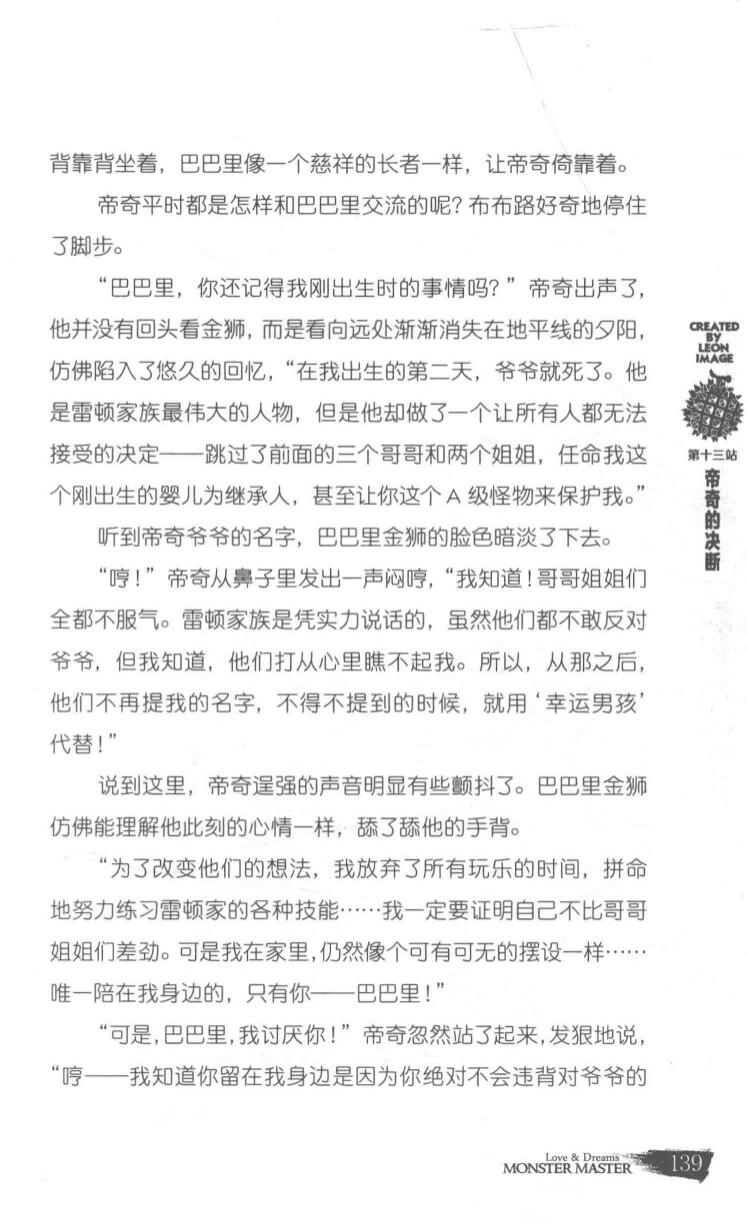 背靠背坐着，巴巴里像一个慈祥的长者一样，让帝奇倚靠着。
帝奇平时都是怎样和巴巴里交流的呢？布布路好奇地停住
了脚步。
“巴巴里，你还记得我刚出生时的事情吗？”帝奇出声了，
他并没有回头看金狮，而是看向远处渐渐消失在地平线的夕阳，
仿佛陷入了悠久的回忆，“在我出生的第二天，爷爷就死了。他
是雷顿家族最伟大的人物，但是他却做了一个让所有人都无法
接受的决定——跳过了前面的三个哥哥和两个姐姐，任命我这
个刚出生的婴儿为继承人，甚至让你这个A级怪物来保护我。”
听到帝奇爷爷的名字，巴巴里金狮的脸色暗淡了下去。
“哼！”帝奇从鼻子里发出一声闷哼，“我知道！哥哥姐姐们
全都不服气。雷顿家族是凭实力说话的，虽然他们都不敢反对
爷爷，但我知道，他们打从心里瞧不起我。所以，从那之后，
他们不再提我的名字，不得不提到的时候，就用‘幸运男孩’
代替！”
说到这里，帝奇逞强的声音明显有些颤抖了。巴巴里金狮
仿佛能理解他此刻的心情一样，舔了舔他的手背。
“为了改变他们的想法，我放弃了所有玩乐的时间，拼命
地努力练习雷顿家的各种技能……我一定要证明自己不比哥哥
姐姐们差劲。可是我在家里，仍然像个可有可无的摆设一样……
唯一陪在我身边的，只有你——巴巴里！”
“可是，巴巴里，我讨厌你！”帝奇忽然站了起来，发狠地说，
“哼——我知道你留在我身边是因为你绝对不会违背对爷爷的
CREATED
BY
LEON
IMAGE
第十三站
帝奇的决断
Love & Dreams
MONSTER MASTER
139